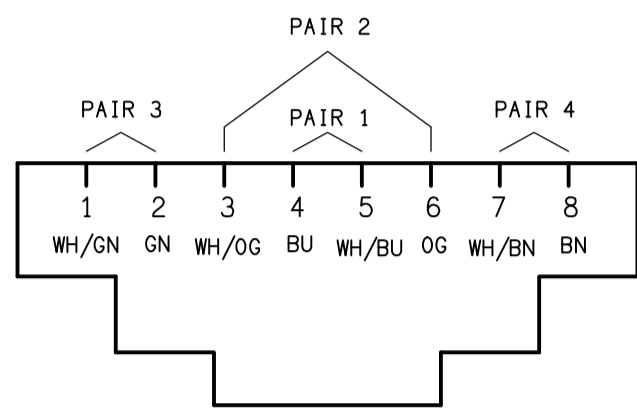 PAIR 2
PAIR 3
PAIR 1
PAIR 4
1 2 3 4 5 6 7 8
WH/GN GN WH/OG BU WH/BU OG WH/BN BN